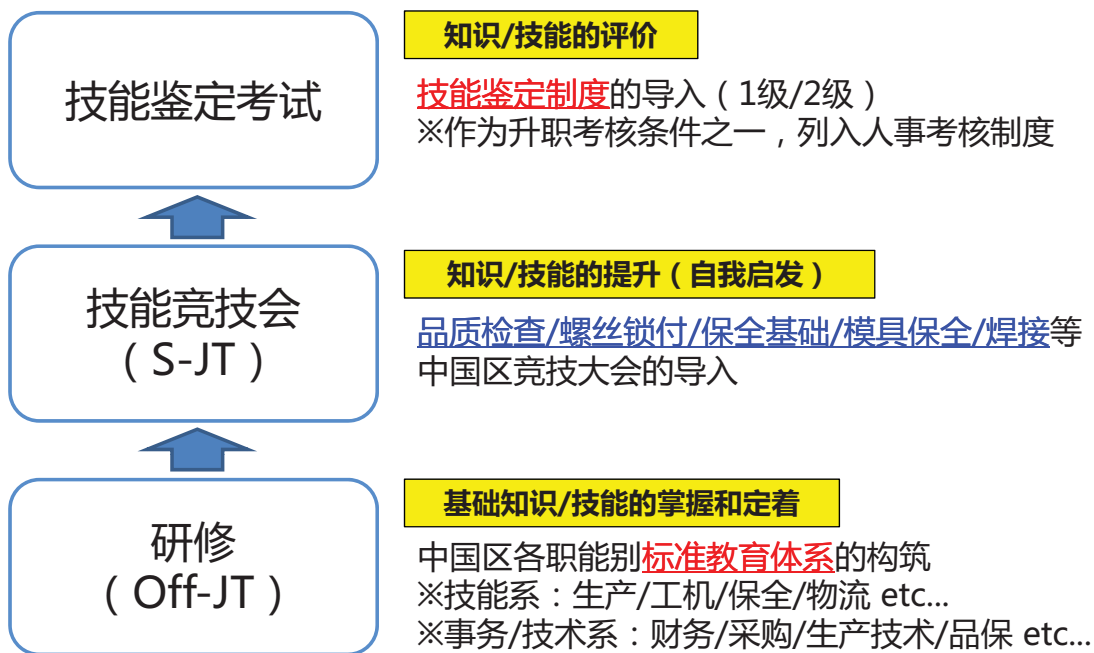 技能鉴定考试
知识/技能的评价
技能鉴定制度的导入（1级/2级）
※作为升职考核条件之一，列入人事考核制度
技能竞技会
（S-JT）
知识/技能的提升（自我启发）
品质检查/螺丝锁付/保全基础/模具保全/焊接等
中国区竞技大会的导入
研修
（Off-JT）
基础知识/技能的掌握和定着
中国区各职能别标准教育体系的构筑
※技能系：生产/工机/保全/物流 etc...
※事务/技术系：财务/采购/生产技术/品保 etc...